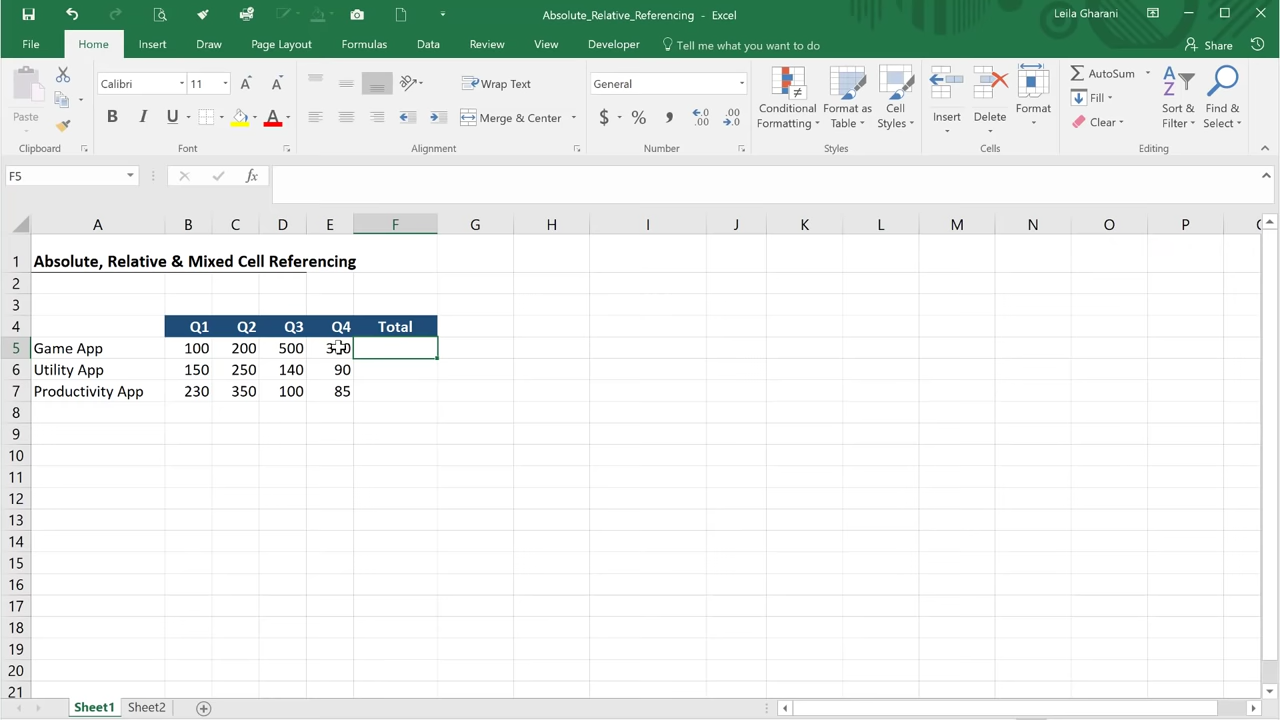 Absolute_Relative_Referencing - Excel
Leila Gharani
File Home Insert Draw Page Layout Formulas Data Review View Developer Tell me what you want to do Share
Paste
Clipboard
Calibri 11
B I U A
Font
Wrap Text
Merge & Center
Alignment
General
$ % , .00
Number
Conditional Formatting
Format as Table
Cell Styles
Styles
Insert
Delete
Format
Cells
AutoSum
Fill
Clear
Sort & Filter
Find & Select
Editing
F5 fx
A B C D E F G H I J K L M N O P
1 Absolute, Relative & Mixed Cell Referencing
2
3
4 Q1 Q2 Q3 Q4 Total
5 Game App 100 200 500
6 Utility App 150 250 140 90
7 Productivity App 230 350 100 85
8
9
10
11
12
13
14
15
16
17
18
19
20
21
Sheet1 Sheet2